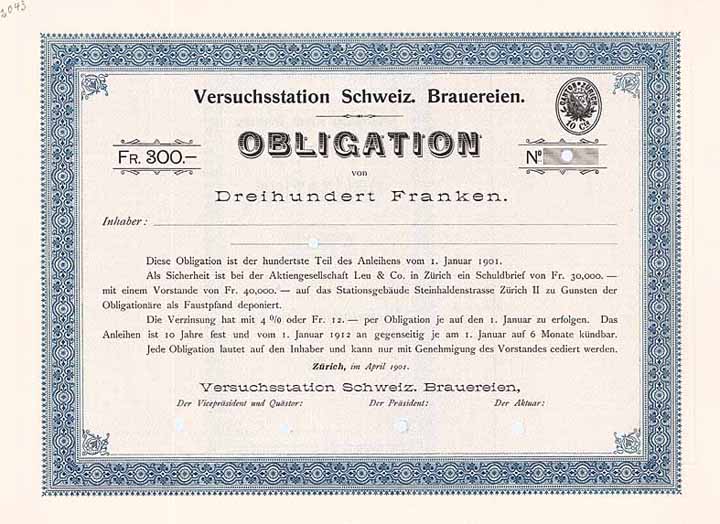 2043
Versuchsstation Schweiz. Brauereien.
CANTON ZÜRICH
10 Cs
OBLIGATION
FR. 300.—
Nº
von
Dreihundert Franken.
Inhaber:
Diese Obligation ist der hundertste Teil des Anleihens vom 1. Januar 1901.
Als Sicherheit ist bei der Aktiengesellschaft Leu & Co. in Zürich ein Schuldbrief von Fr. 30,000.—
mit einem Vorstande von Fr. 40,000.— auf das Stationsgebäude Steinhaldenstrasse Zürich II zu Gunsten der
Obligationäre als Faustpfand deponiert.
Die Verzinsung hat mit 4 % oder Fr. 12.— per Obligation je auf den 1. Januar zu erfolgen. Das
Anleihen ist 10 Jahre fest und vom 1. Januar 1912 an gegenseitig je am 1. Januar auf 6 Monate kündbar.
Jede Obligation lautet auf den Inhaber und kann nur mit Genehmigung des Vorstandes cediert werden.
Zürich, im April 1901.
Versuchsstation Schweiz. Brauereien,
Der Vicepräsident und Quästor:
Der Präsident:
Der Aktuar: